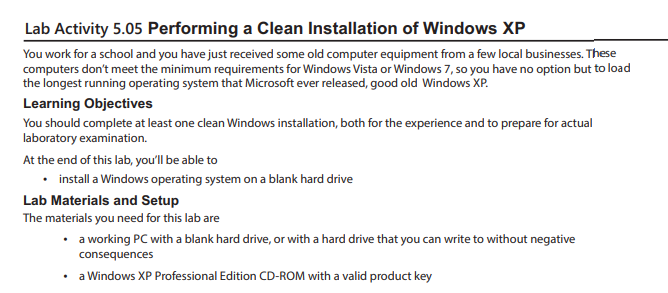 Lab Activity 5.05 Performing a Clean Installation of Windows XP
You work for a school and you have just received some old computer equipment from a few local businesses. These
computers don't meet the minimum requirements for Windows Vista or Windows 7, so you have no option but to load
the longest running operating system that Microsoft ever released, good old Windows XP.
Learning Objectives
You should complete at least one clean Windows installation, both for the experience and to prepare for actual
laboratory examination.
At the end of this lab, you'll be able to
• install a Windows operating system on a blank hard drive
Lab Materials and Setup
The materials you need for this lab are
• a working PC with a blank hard drive, or with a hard drive that you can write to without negative
consequences
• a Windows XP Professional Edition CD-ROM with a valid product key